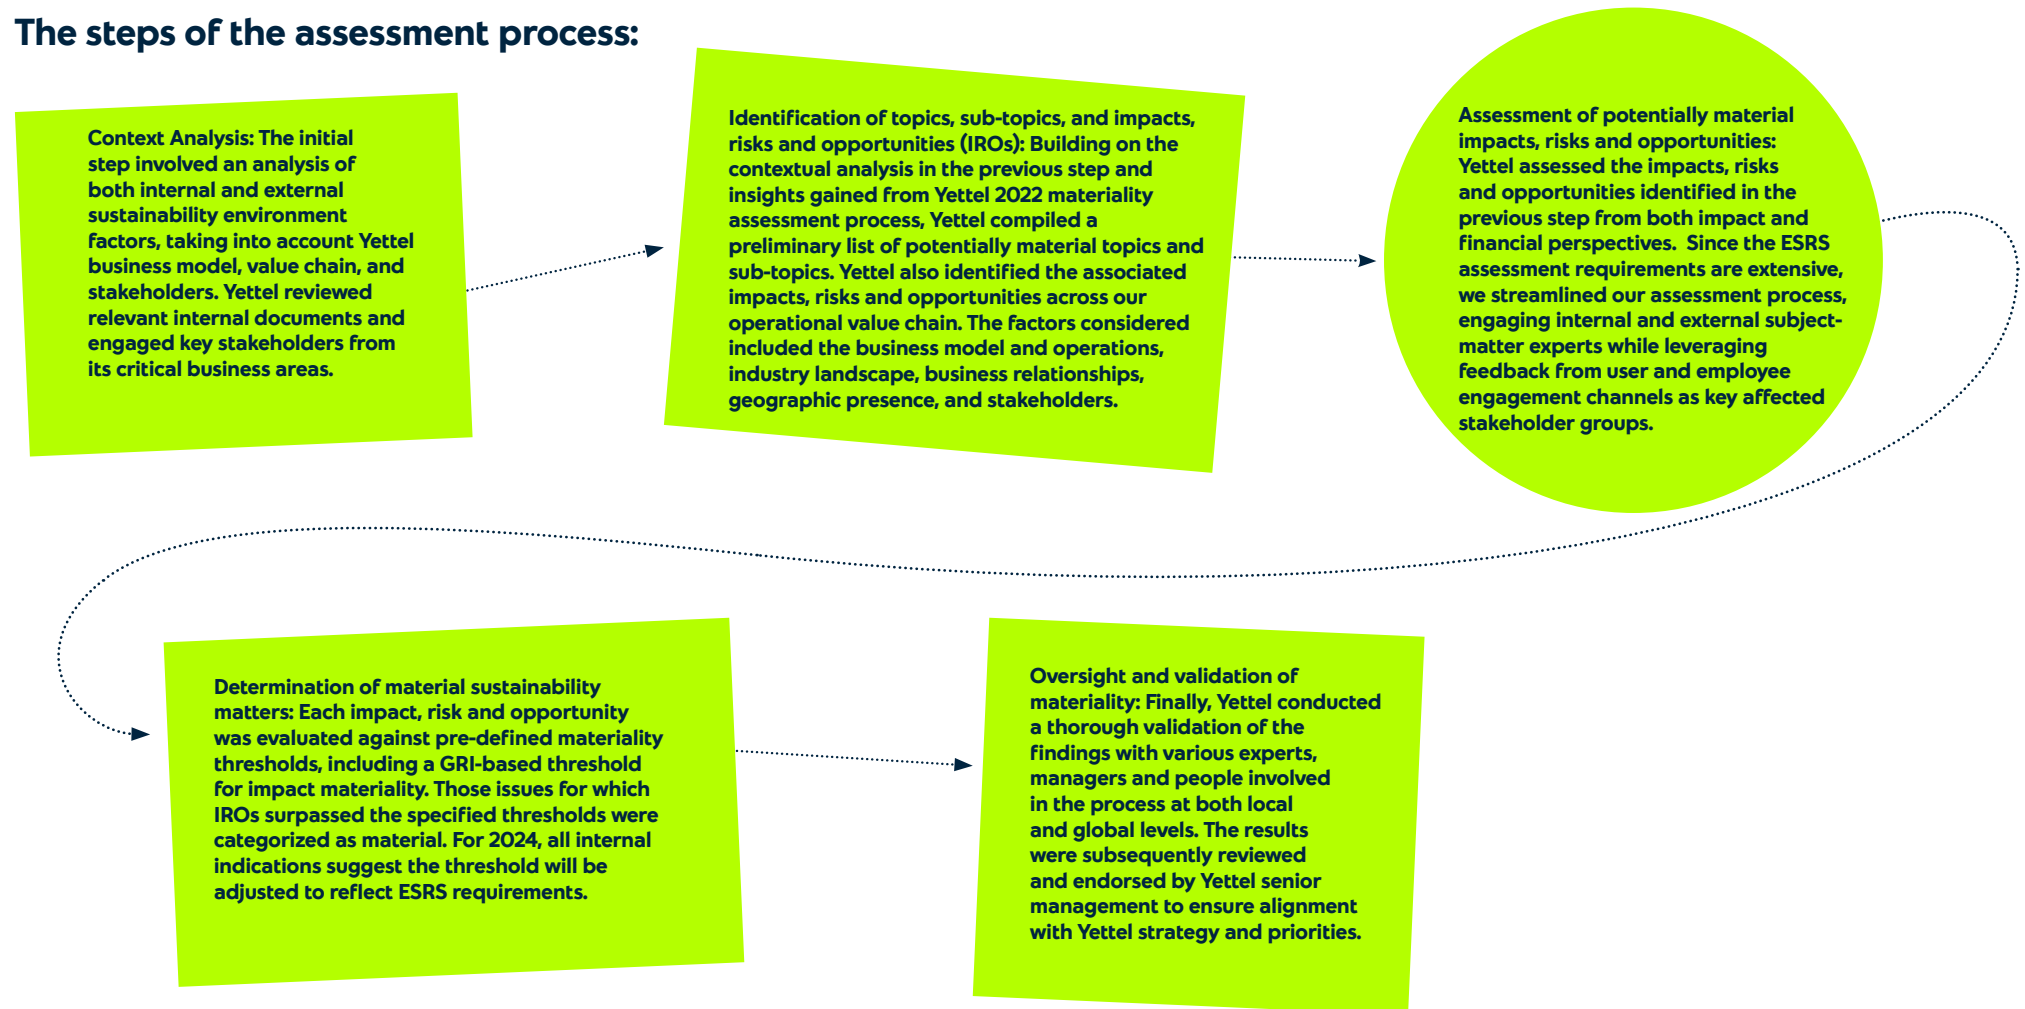 The steps of the assessment process:
Context Analysis: The initial
step involved an analysis of
both internal and external
sustainability environment
factors, taking into account Yettel
business model, value chain, and
stakeholders. Yettel reviewed
relevant internal documents and
engaged key stakeholders from
its critical business areas.
Identification of topics, sub-topics, and impacts,
risks and opportunities (IROs): Building on the
contextual analysis in the previous step and
insights gained from Yettel 2022 materiality
assessment process, Yettel compiled a
preliminary list of potentially material topics and
sub-topics. Yettel also identified the associated
impacts, risks and opportunities across our
operational value chain. The factors considered
included the business model and operations,
industry landscape, business relationships,
geographic presence, and stakeholders.
Assessment of potentially material
impacts, risks and opportunities:
Yettel assessed the impacts, risks
and opportunities identified in the
previous step from both impact and
financial perspectives.  Since the ESRS
assessment requirements are extensive,
we streamlined our assessment process,
engaging internal and external subject-
matter experts while leveraging
feedback from user and employee
engagement channels as key affected
stakeholder groups.
Determination of material sustainability
matters: Each impact, risk and opportunity
was evaluated against pre-defined materiality
thresholds, including a GRI-based threshold
for impact materiality. Those issues for which
IROs surpassed the specified thresholds were
categorized as material. For 2024, all internal
indications suggest the threshold will be
adjusted to reflect ESRS requirements.
Oversight and validation of
materiality: Finally, Yettel conducted
a thorough validation of the
findings with various experts,
managers and people involved
in the process at both local
and global levels. The results
were subsequently reviewed
and endorsed by Yettel senior
management to ensure alignment
with Yettel strategy and priorities.